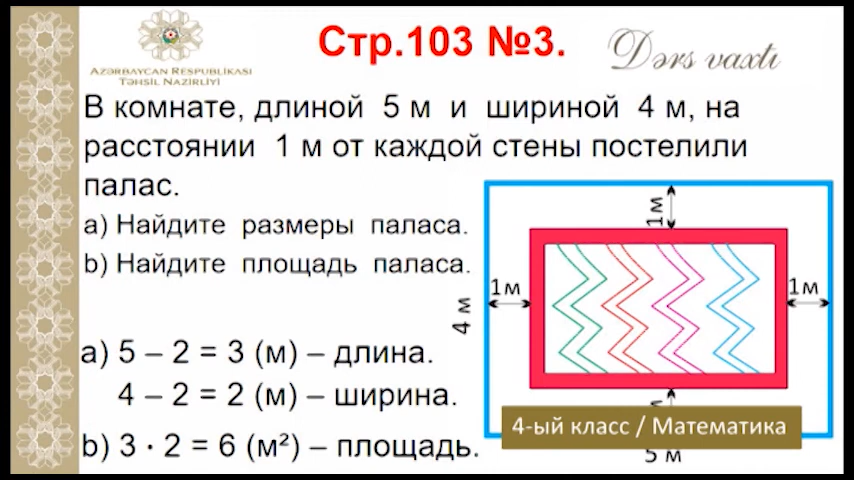 AZƏRBAYCAN RESPUBLİKASI
TƏHSİL NAZİRLİYİ
Стр.103 №3.
Dərs vaxtı
В комнате, длиной 5 м и шириной 4 м, на
расстоянии 1 м от каждой стены постелили
палас.
a) Найдите размеры паласа.
b) Найдите площадь паласа.
1м
1м
1м
4 м
5 м
a) 5 – 2 = 3 (м) – длина.
4 – 2 = 2 (м) – ширина.
b) 3 · 2 = 6 (м²) – площадь.
4-ый класс / Математика